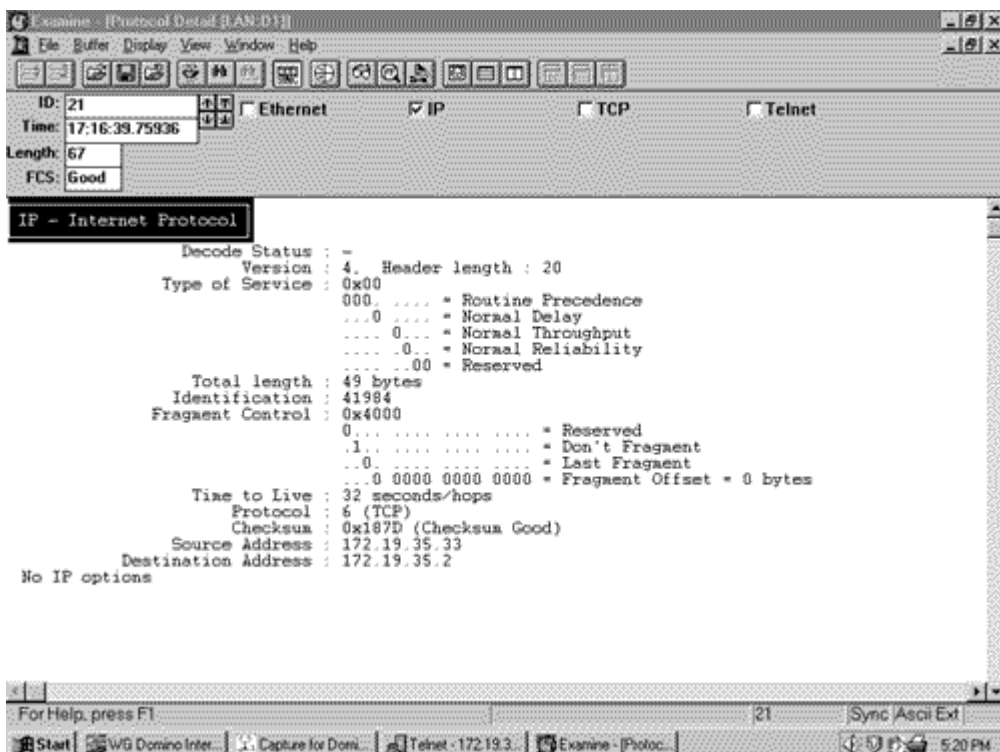 Examine - [Protocol Detail [LAN:D1]]
File Buffer Display View Window Help
ID: 21
Ethernet IP TCP Telnet
Time: 17:16:39.75936
Length: 67
FCS: Good
IP - Internet Protocol
Decode Status : -
Version : 4, Header length : 20
Type of Service : 0x00
000. .... = Routine Precedence
...0 .... = Normal Delay
.... 0... = Normal Throughput
.... .0.. = Normal Reliability
.... ..00 = Reserved
Total length : 49 bytes
Identification : 41984
Fragment Control : 0x4000
0... .... .... .... = Reserved
.1.. .... .... .... = Don't Fragment
..0. .... .... .... = Last Fragment
...0 0000 0000 0000 = Fragment Offset = 0 bytes
Time to Live : 32 seconds/hops
Protocol : 6 (TCP)
Checksum : 0x187D (Checksum Good)
Source Address : 172.19.35.33
Destination Address : 172.19.35.2
No IP options
For Help, press F1 21 Sync Ascii Ext
Start WG Domino Inter... Capture for Domi... Telnet - 172.19.3... Examine - [Protoc... 5:20 PM